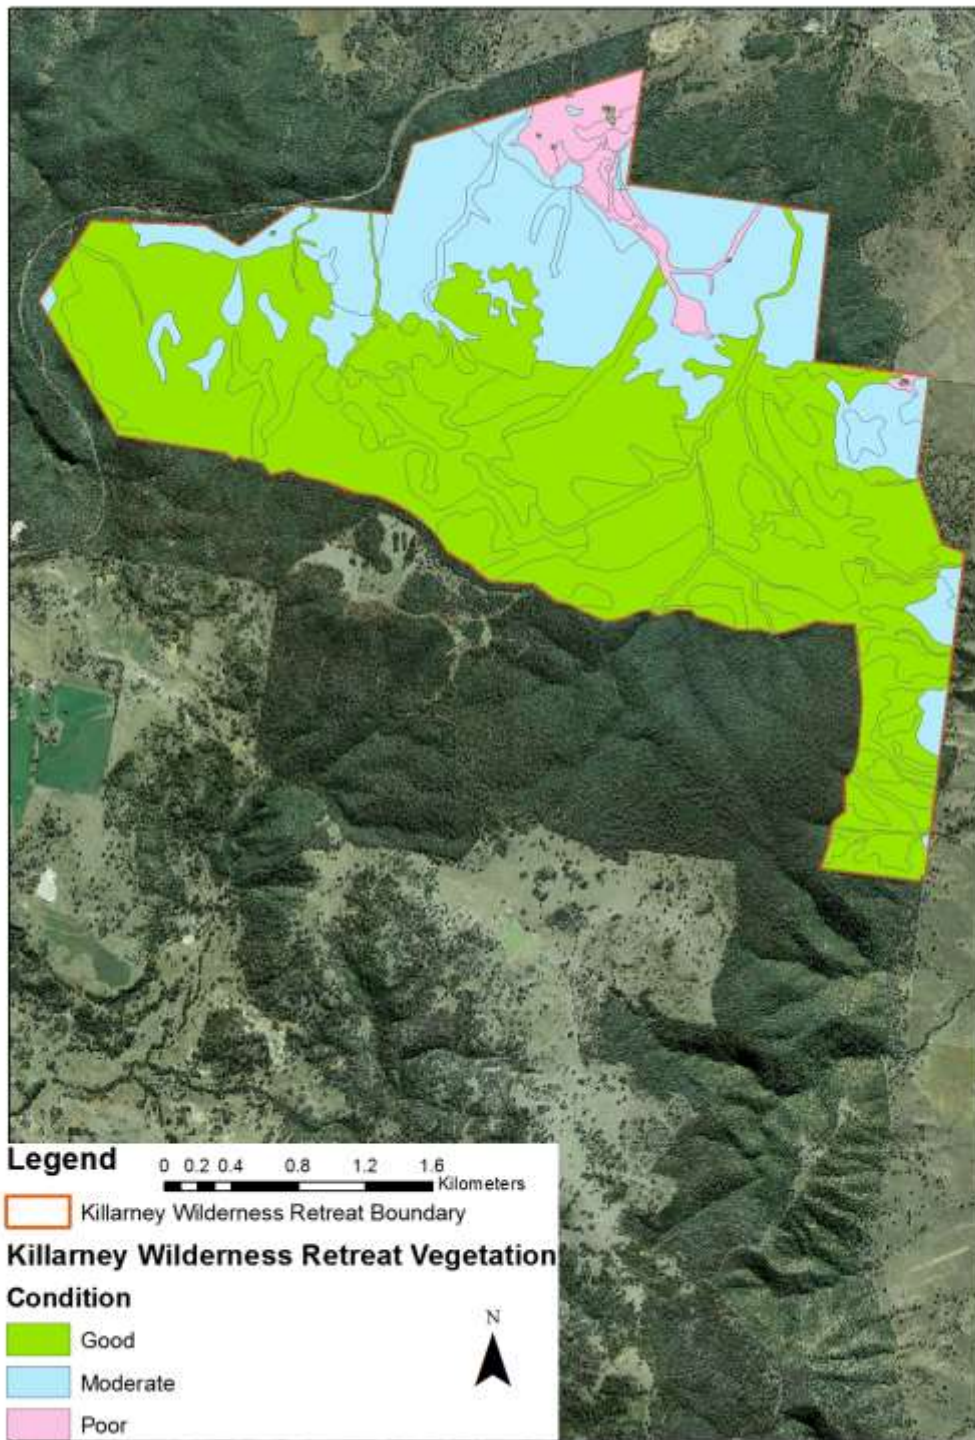 Legend
0 0.2 0.4 0.8 1.2 1.6
Kilometers
Killarney Wilderness Retreat Boundary
Killarney Wilderness Retreat Vegetation
Condition
N
Good
Moderate
Poor